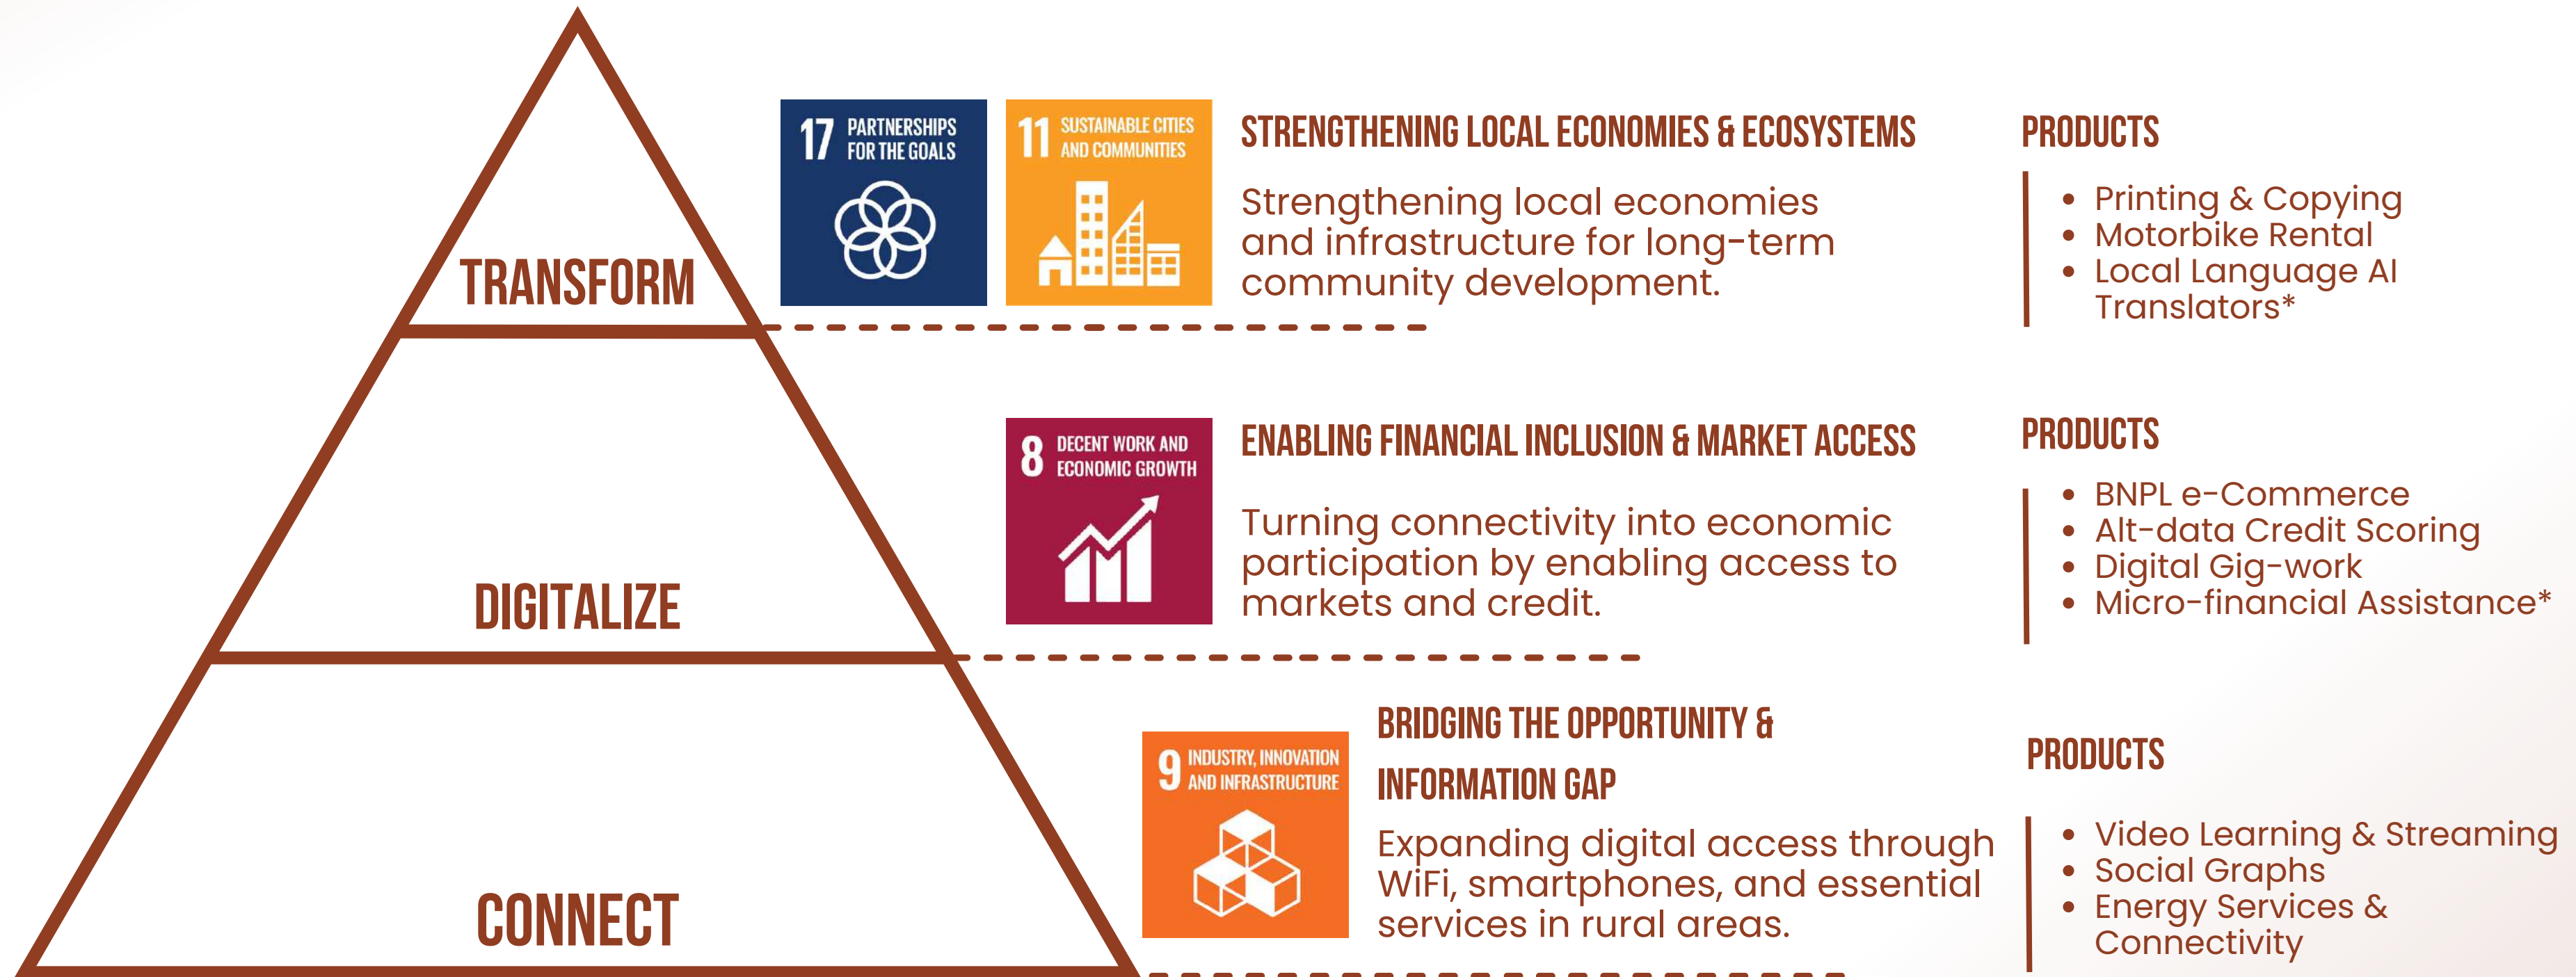 TRANSFORM
17 PARTNERSHIPS
FOR THE GOALS
11 SUSTAINABLE CITIES
AND COMMUNITIES
STRENGTHENING LOCAL ECONOMIES & ECOSYSTEMS
Strengthening local economies
and infrastructure for long-term
community development.
PRODUCTS
• Printing & Copying
• Motorbike Rental
• Local Language AI
Translators*
DIGITALIZE
8 DECENT WORK AND
ECONOMIC GROWTH
ENABLING FINANCIAL INCLUSION & MARKET ACCESS
Turning connectivity into economic
participation by enabling access to
markets and credit.
PRODUCTS
• BNPL e-Commerce
• Alt-data Credit Scoring
• Digital Gig-work
• Micro-financial Assistance*
CONNECT
9 INDUSTRY, INNOVATION
AND INFRASTRUCTURE
BRIDGING THE OPPORTUNITY &
INFORMATION GAP
Expanding digital access through
WiFi, smartphones, and essential
services in rural areas.
PRODUCTS
• Video Learning & Streaming
• Social Graphs
• Energy Services &
Connectivity